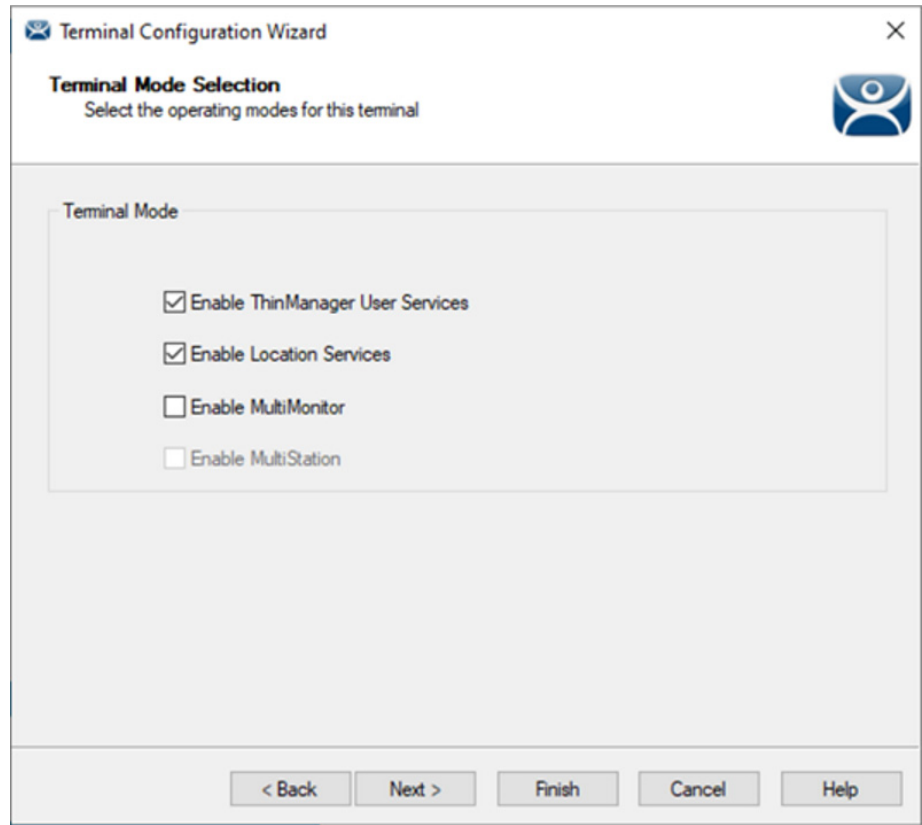 Terminal Configuration Wizard
Terminal Mode Selection
Select the operating modes for this terminal
Terminal Mode
Enable ThinManager User Services
Enable Location Services
Enable MultiMonitor
Enable MultiStation
< Back Next > Finish Cancel Help